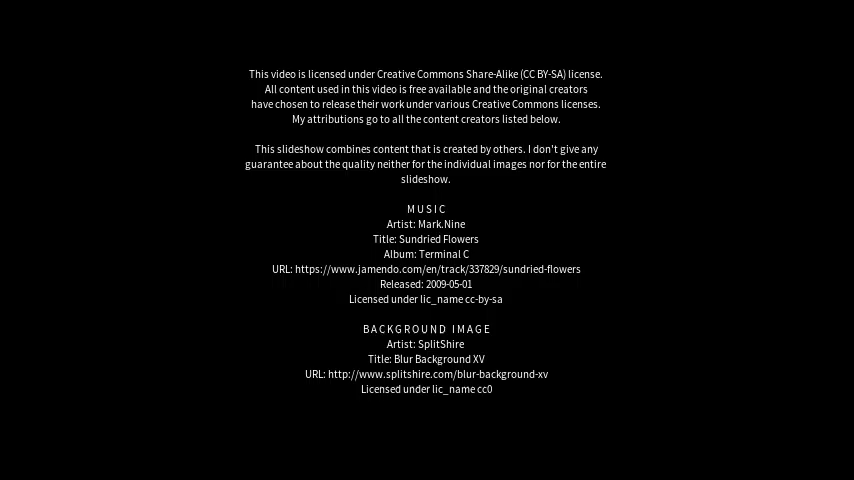 This video is licensed under Creative Commons Share-Alike (CC BY-SA) license.
All content used in this video is free available and the original creators
have chosen to release their work under various Creative Commons licenses.
My attributions go to all the content creators listed below.
This slideshow combines content that is created by others. I don't give any
guarantee about the quality neither for the individual images nor for the entire
slideshow.
MUSIC
Artist: Mark.Nine
Title: Sundried Flowers
Album: Terminal C
URL: https://www.jamendo.com/en/track/337829/sundried-flowers
Released: 2009-05-01
Licensed under lic_name cc-by-sa
BACKGROUND IMAGE
Artist: SplitShire
Title: Blur Background XV
URL: http://www.splitshire.com/blur-background-xv
Licensed under lic_name cc0